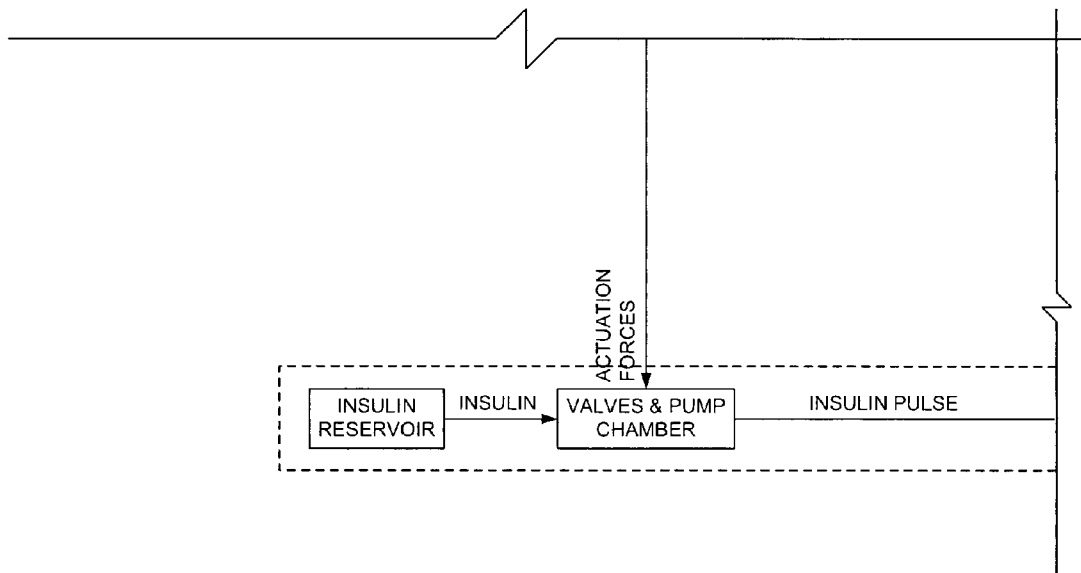 ACTUATION
FORCES
INSULIN
RESERVOIR
INSULIN
VALVES & PUMP
CHAMBER
INSULIN PULSE